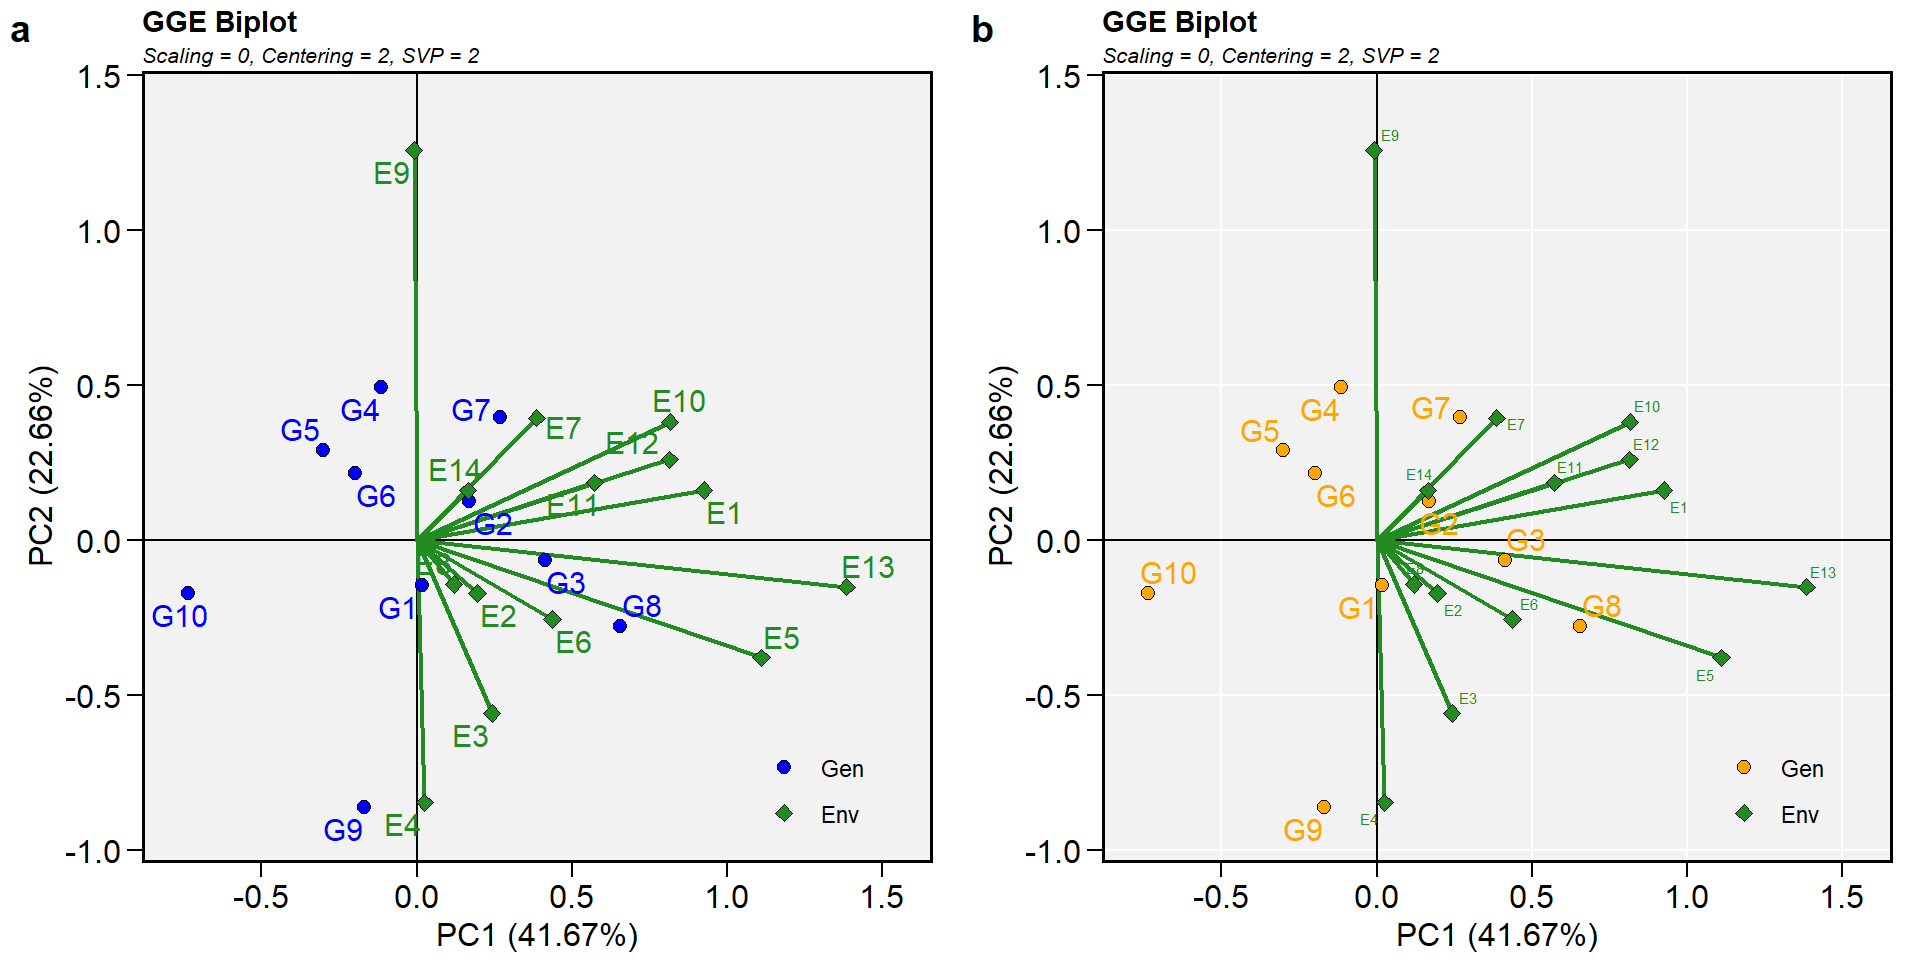 a
GGE Biplot
Scaling = 0, Centering = 2, SVP = 2
1.5
1.0
0.5
0.0
-0.5
-1.0
PC2 (22.66%)
E9
G4
G5
G6
G7
E7
E10
E12
E14
E11
G2
E1
G3
E13
G10
G1
E2
G8
E6
E5
E3
G9
E4
Gen
Env
-0.5
0.0
0.5
1.0
1.5
PC1 (41.67%)
b
GGE Biplot
Scaling = 0, Centering = 2, SVP = 2
1.5
1.0
0.5
0.0
-0.5
-1.0
PC2 (22.66%)
E9
G4
G5
G6
G7
E7
E10
E12
E11
E14
G2
E1
G3
E13
G10
E8
G1
E2
E6
G8
E5
E3
G9
E4
Gen
Env
-0.5
0.0
0.5
1.0
1.5
PC1 (41.67%)